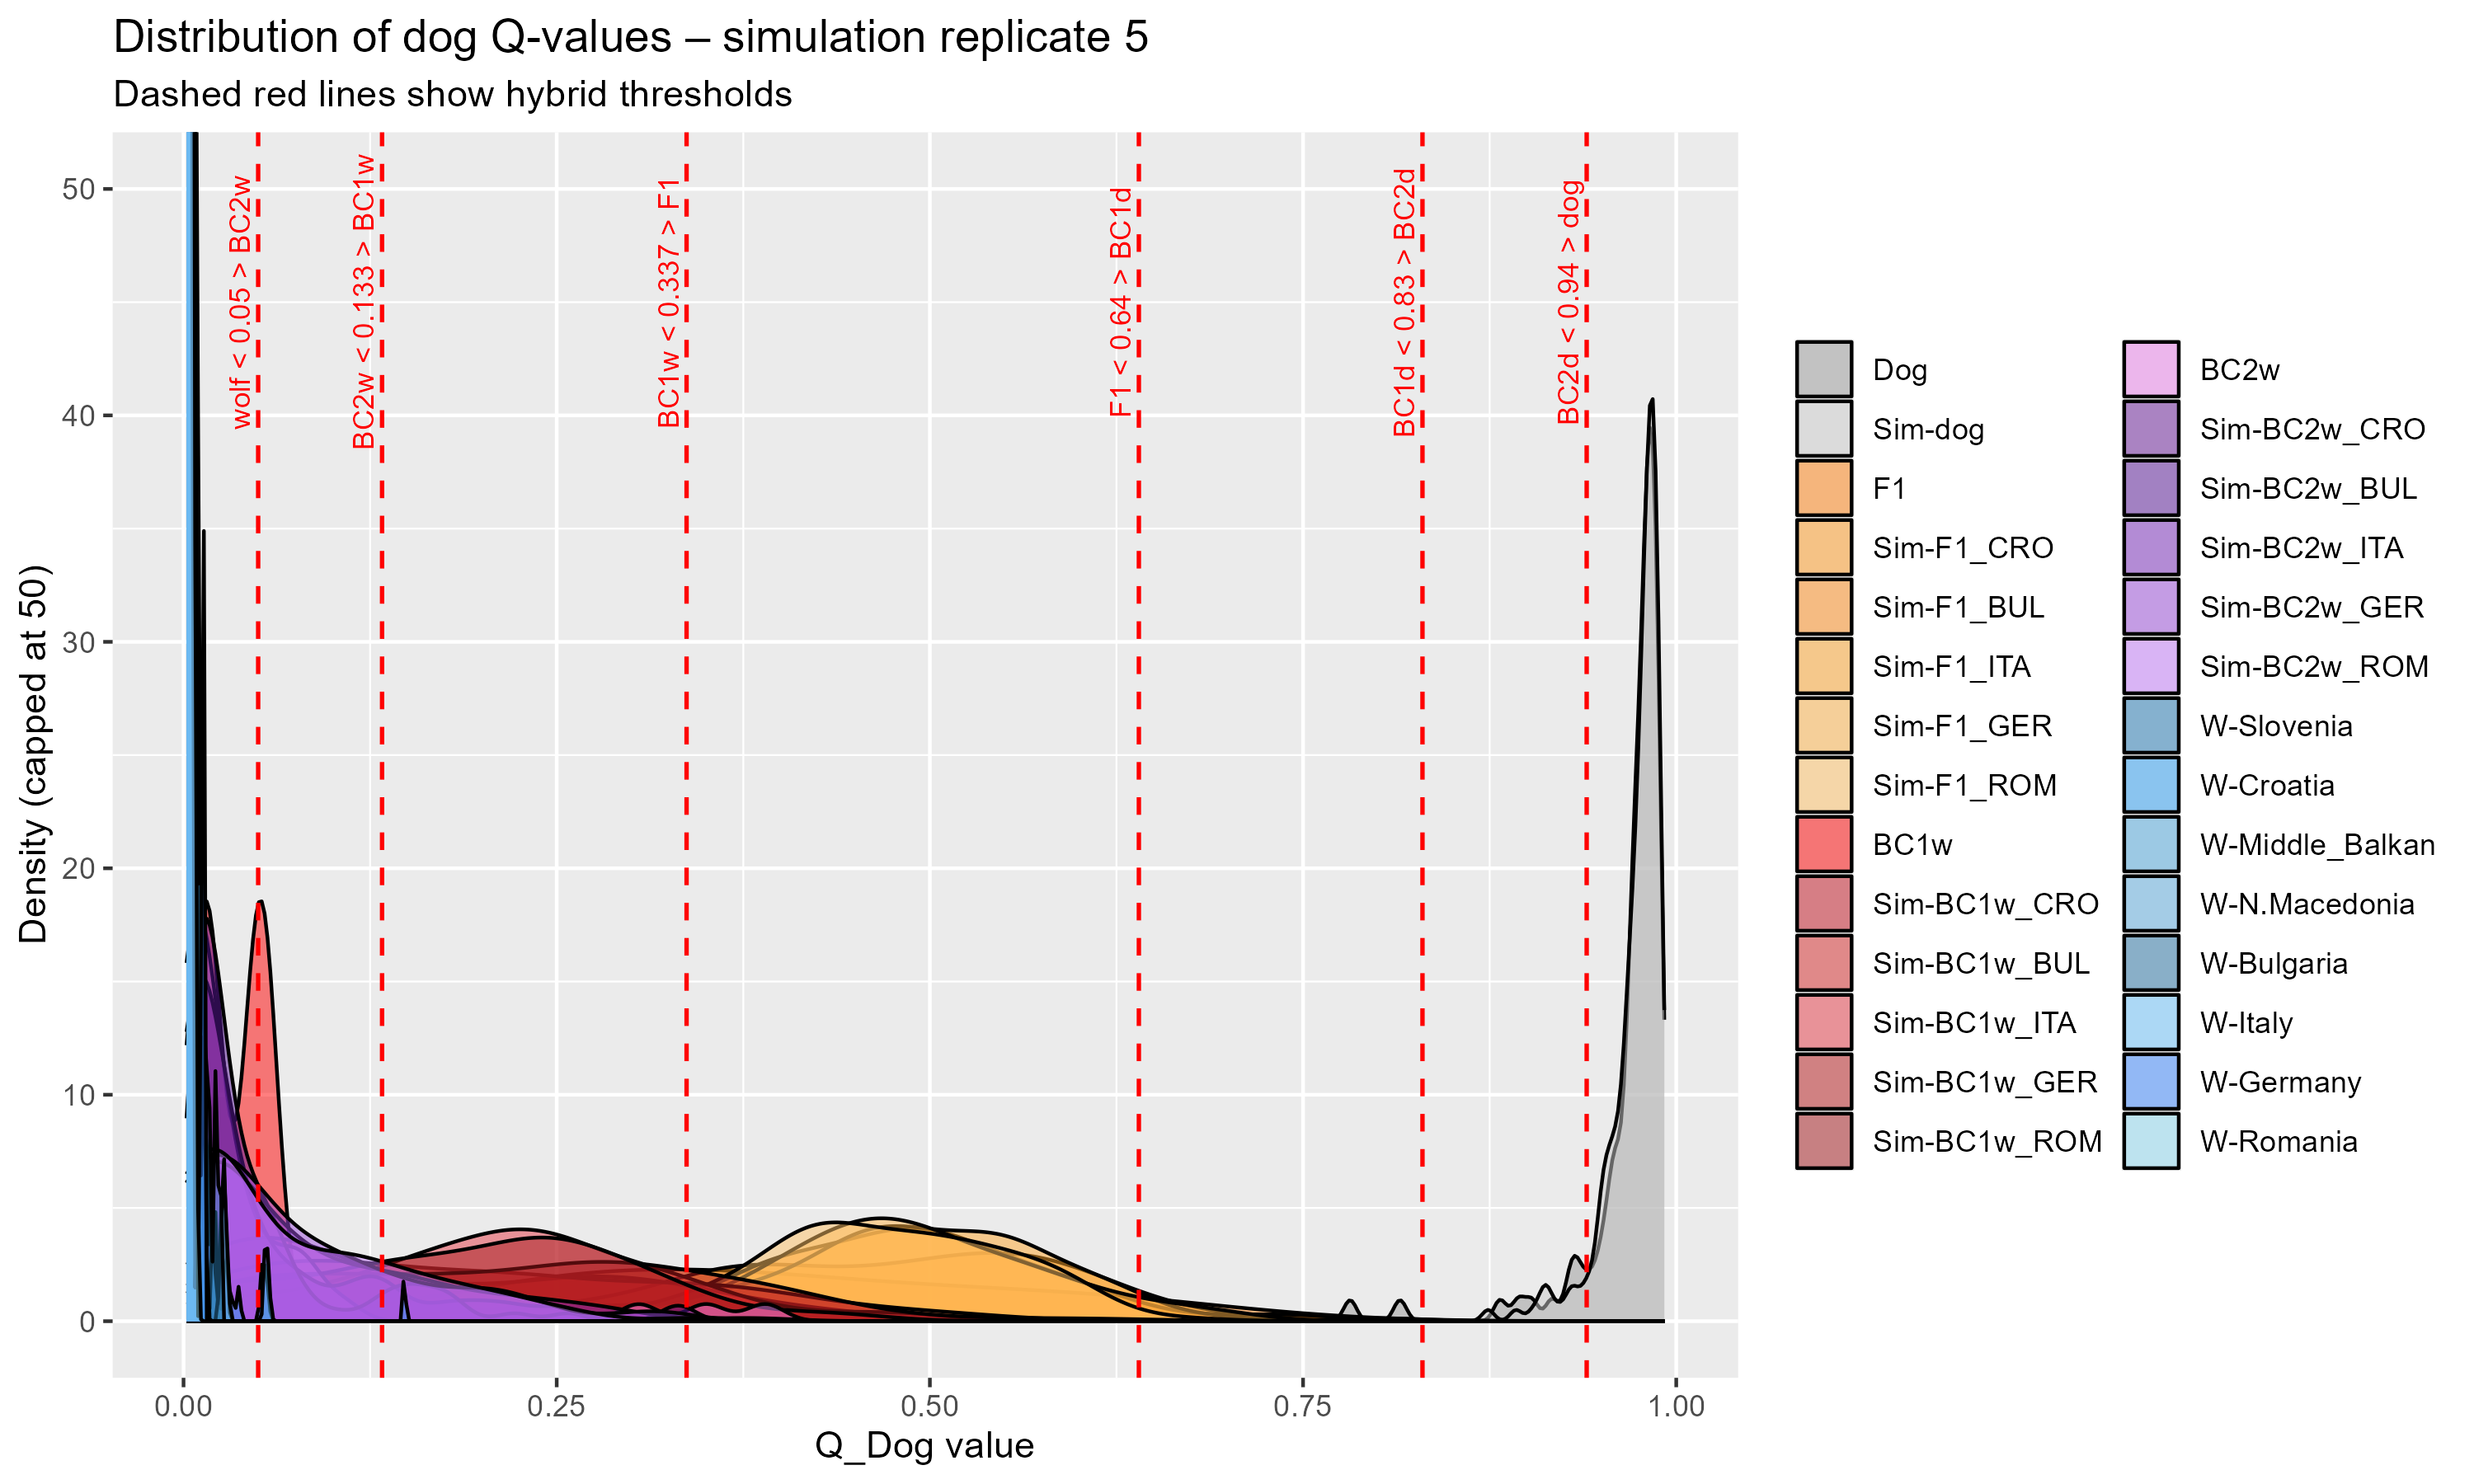 Distribution of dog Q-values – simulation replicate 5
Dashed red lines show hybrid thresholds
Density (capped at 50)
50
40
30
20
10
0
wolf < 0.05 > BC2w
BC2w < 0.133 > BC1w
BC1w < 0.337 > F1
F1 < 0.64 > BC1d
BC1d < 0.83 > BC2d
BC2d < 0.94 > dog
0.00
0.25
0.50
0.75
1.00
Q_Dog value
Dog
Sim-dog
F1
Sim-F1_CRO
Sim-F1_BUL
Sim-F1_ITA
Sim-F1_GER
Sim-F1_ROM
BC1w
Sim-BC1w_CRO
Sim-BC1w_BUL
Sim-BC1w_ITA
Sim-BC1w_GER
Sim-BC1w_ROM
BC2w
Sim-BC2w_CRO
Sim-BC2w_BUL
Sim-BC2w_ITA
Sim-BC2w_GER
Sim-BC2w_ROM
W-Slovenia
W-Croatia
W-Middle_Balkan
W-N.Macedonia
W-Bulgaria
W-Italy
W-Germany
W-Romania